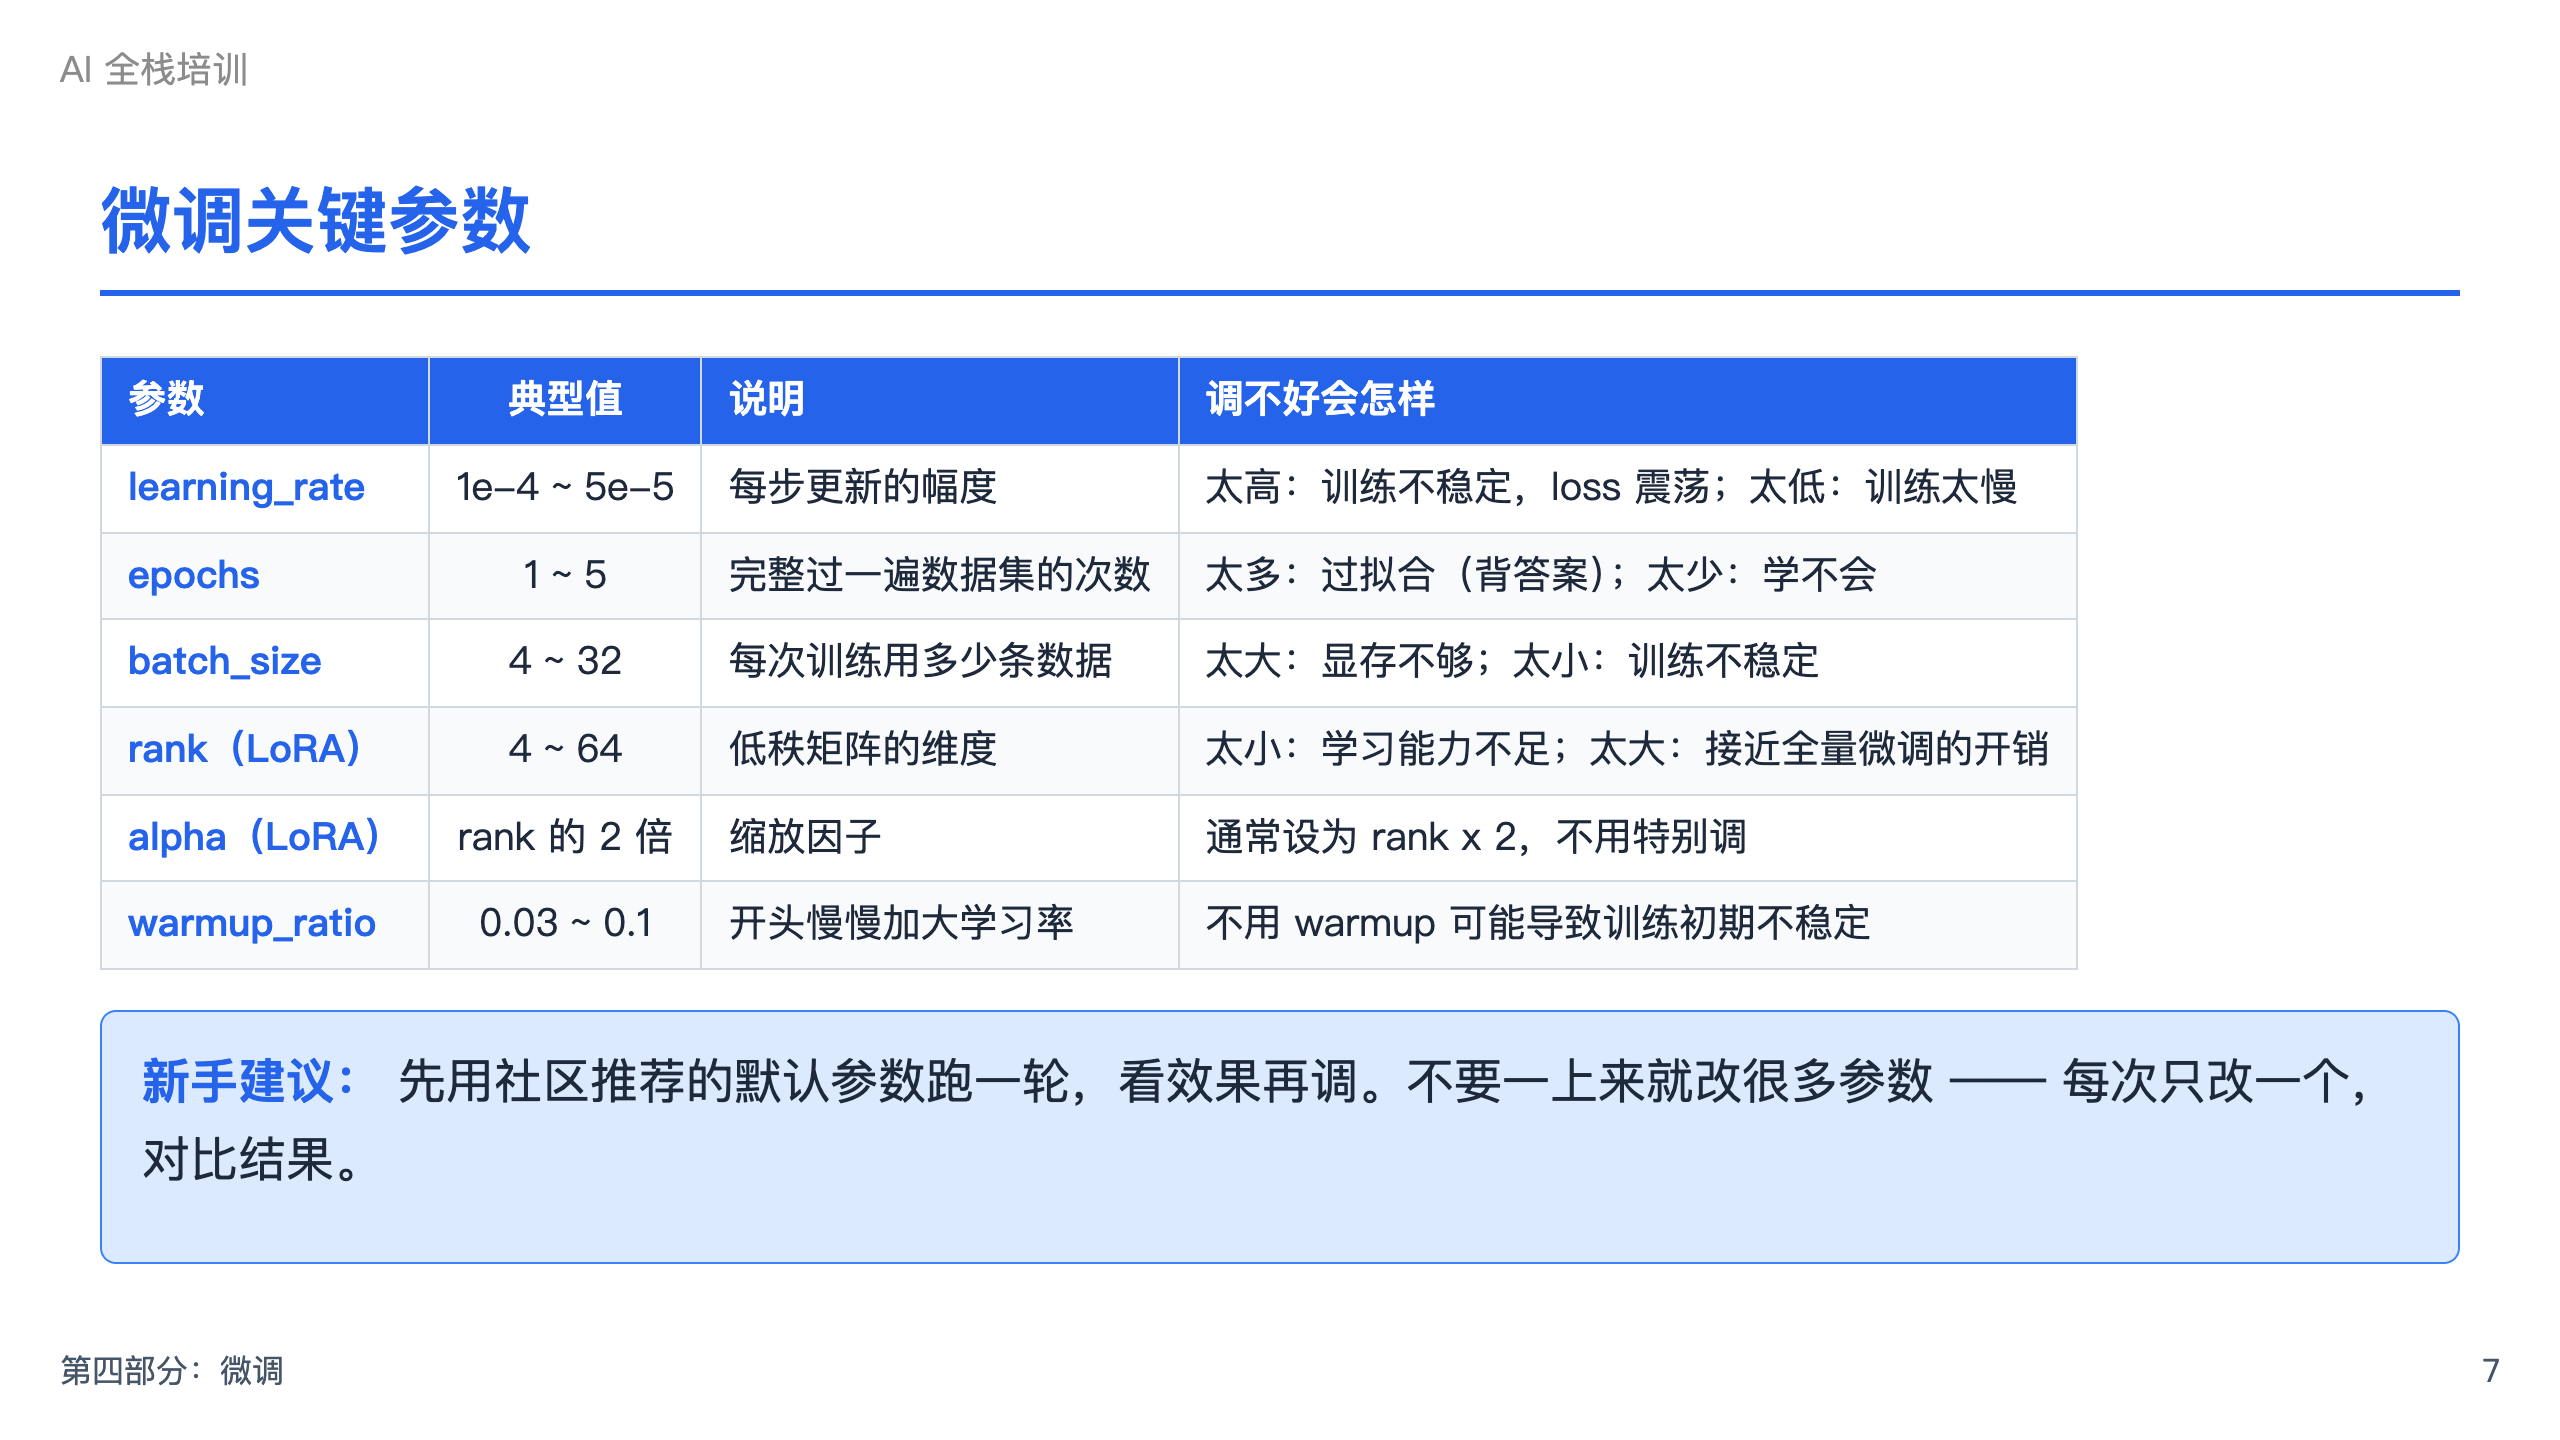 AI 全栈培训
微调关键参数
参数 典型值 说明 调不好会怎样
learning_rate 1e-4 ~ 5e-5 每步更新的幅度 太高：训练不稳定，loss 震荡；太低：训练太慢
epochs 1 ~ 5 完整过一遍数据集的次数 太多：过拟合（背答案）；太少：学不会
batch_size 4 ~ 32 每次训练用多少条数据 太大：显存不够；太小：训练不稳定
rank（LoRA） 4 ~ 64 低秩矩阵的维度 太小：学习能力不足；太大：接近全量微调的开销
alpha（LoRA） rank 的 2 倍 缩放因子 通常设为 rank x 2，不用特别调
warmup_ratio 0.03 ~ 0.1 开头慢慢加大学习率 不用 warmup 可能导致训练初期不稳定
新手建议： 先用社区推荐的默认参数跑一轮，看效果再调。不要一上来就改很多参数 —— 每次只改一个，
对比结果。
第四部分：微调
7